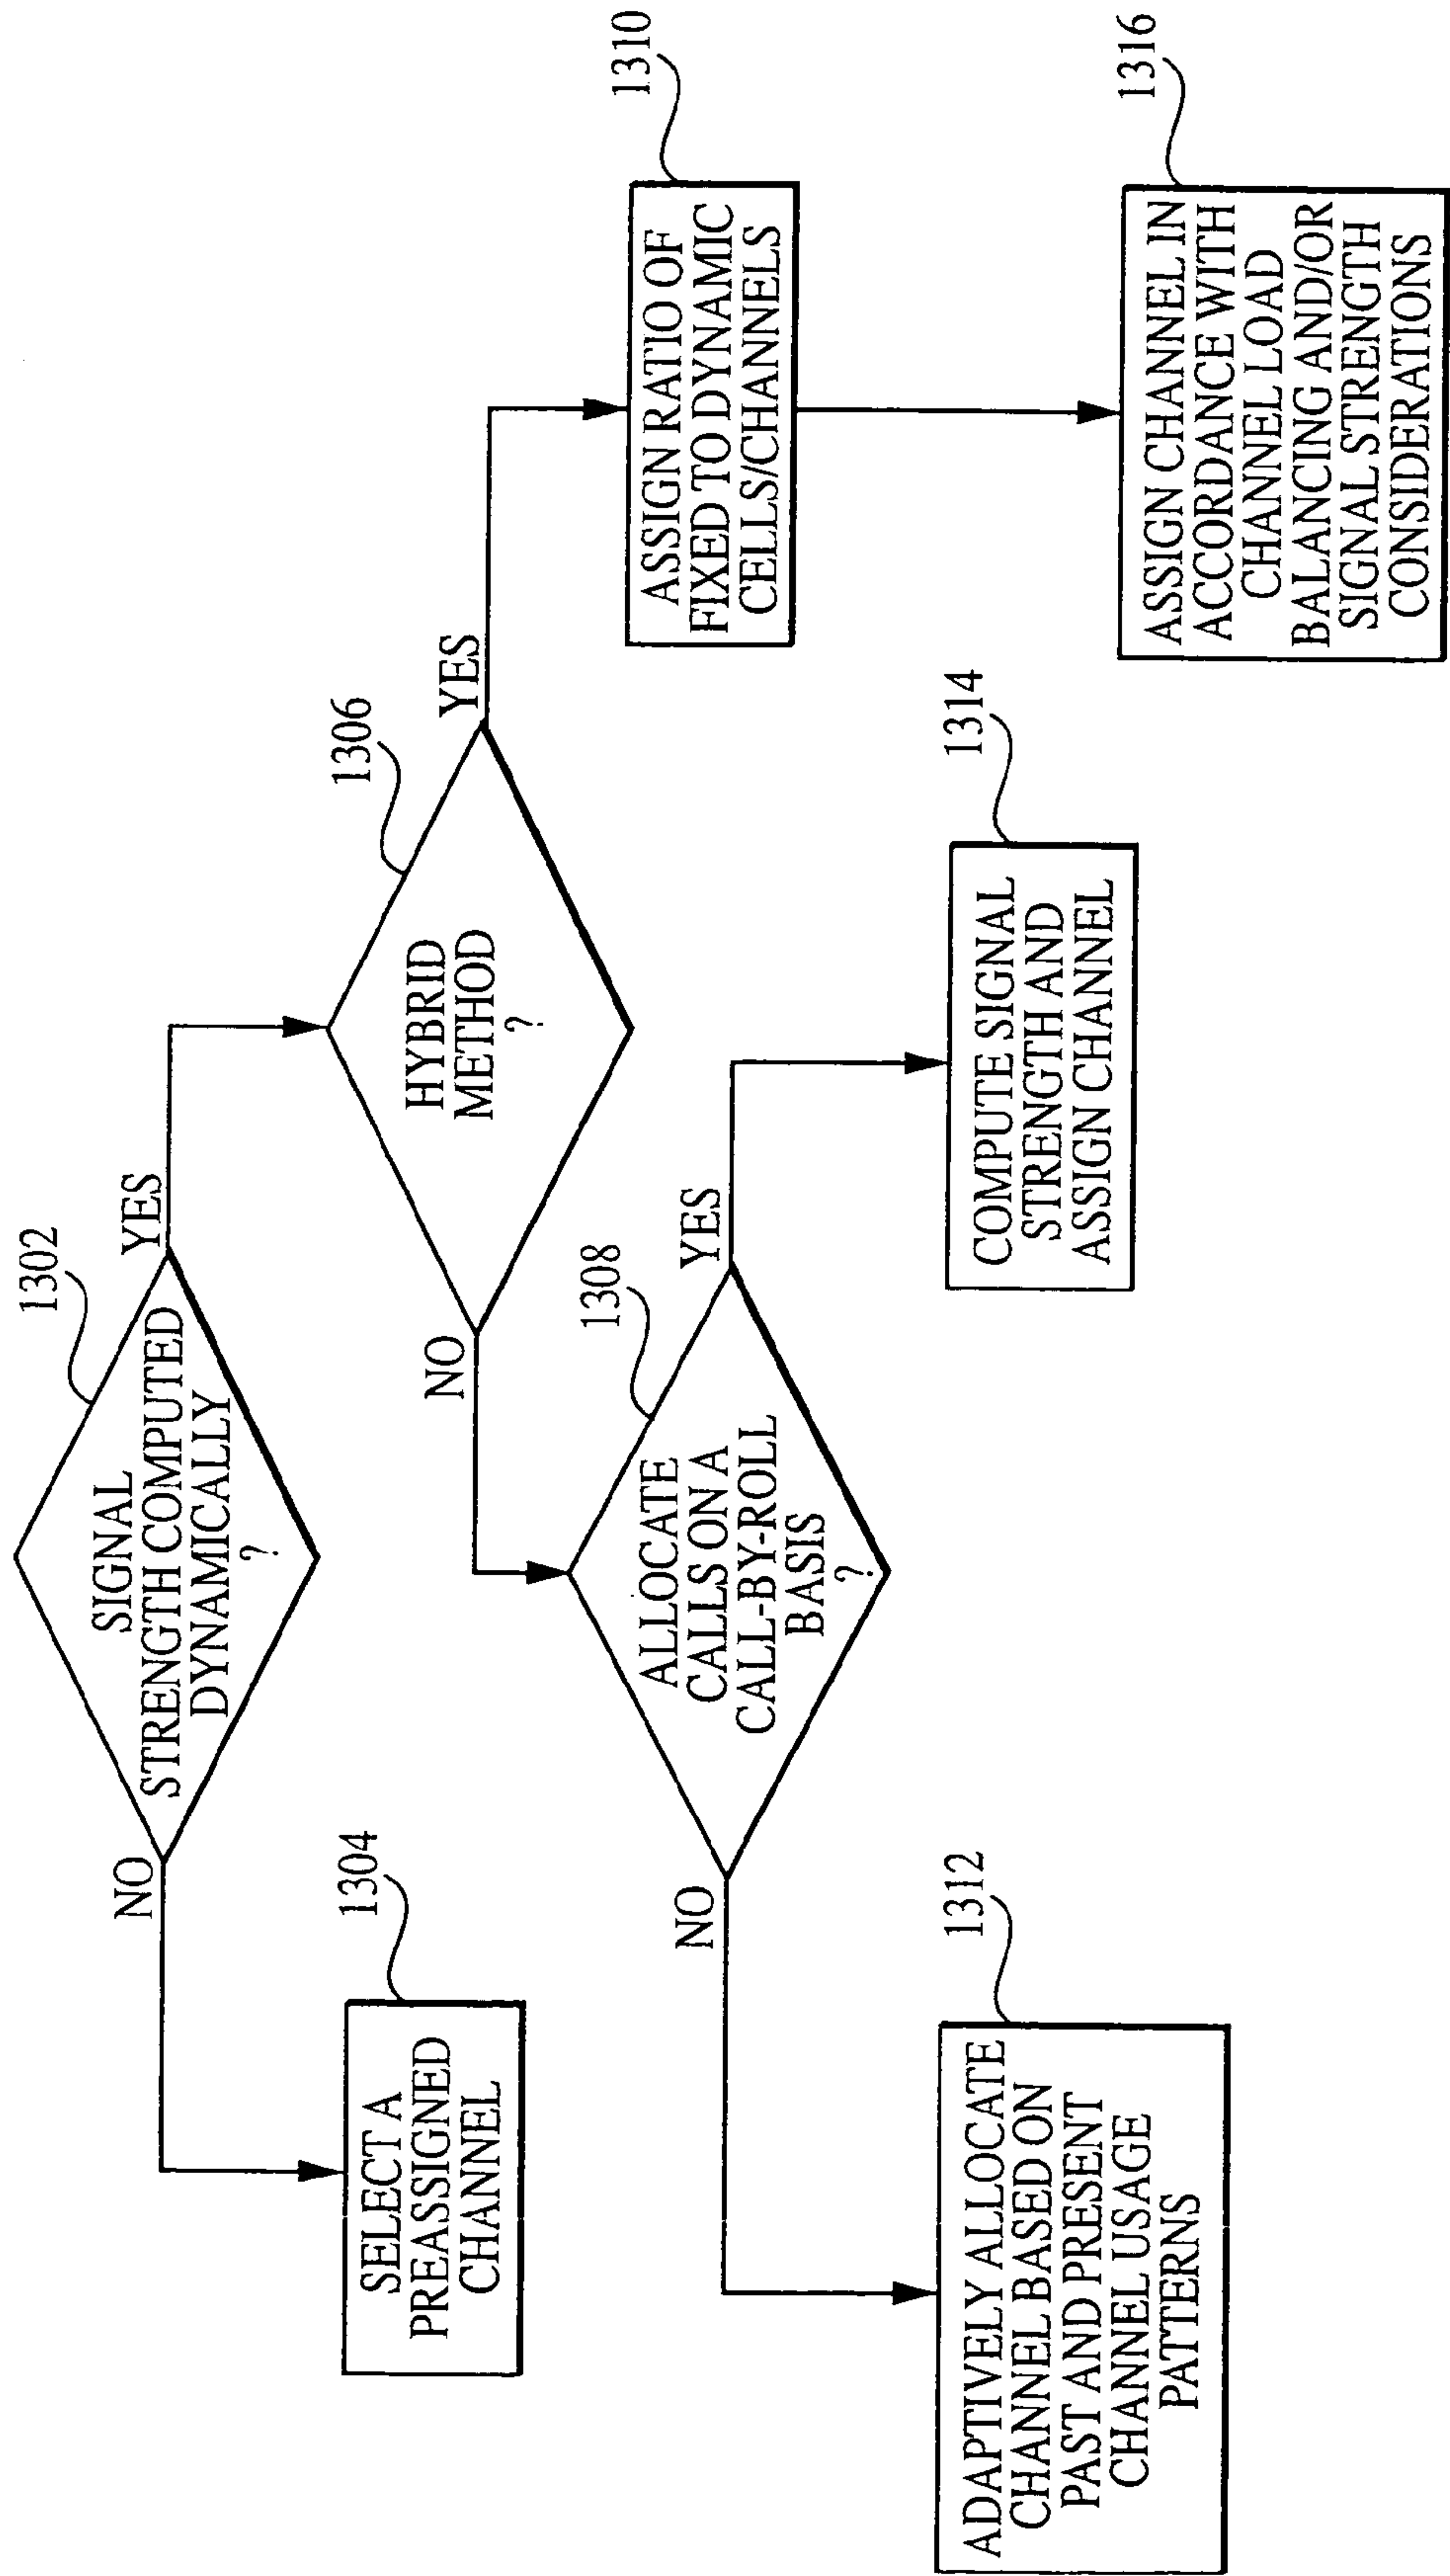 1302
SIGNAL
STRENGTH COMPUTED
DYNAMICALLY
?
NO
YES
1304
SELECT A
PREASSIGNED
CHANNEL
1306
HYBRID
METHOD
?
NO
YES
1308
ALLOCATE
CALLS ON A
CALL-BY-ROLL
BASIS
?
NO
YES
1310
ASSIGN RATIO OF
FIXED TO DYNAMIC
CELLS/CHANNELS
1312
ADAPTIVELY ALLOCATE
CHANNEL BASED ON
PAST AND PRESENT
CHANNEL USAGE
PATTERNS
1314
COMPUTE SIGNAL
STRENGTH AND
ASSIGN CHANNEL
1316
ASSIGN CHANNEL IN
ACCORDANCE WITH
CHANNEL LOAD
BALANCING AND/OR
SIGNAL STRENGTH
CONSIDERATIONS